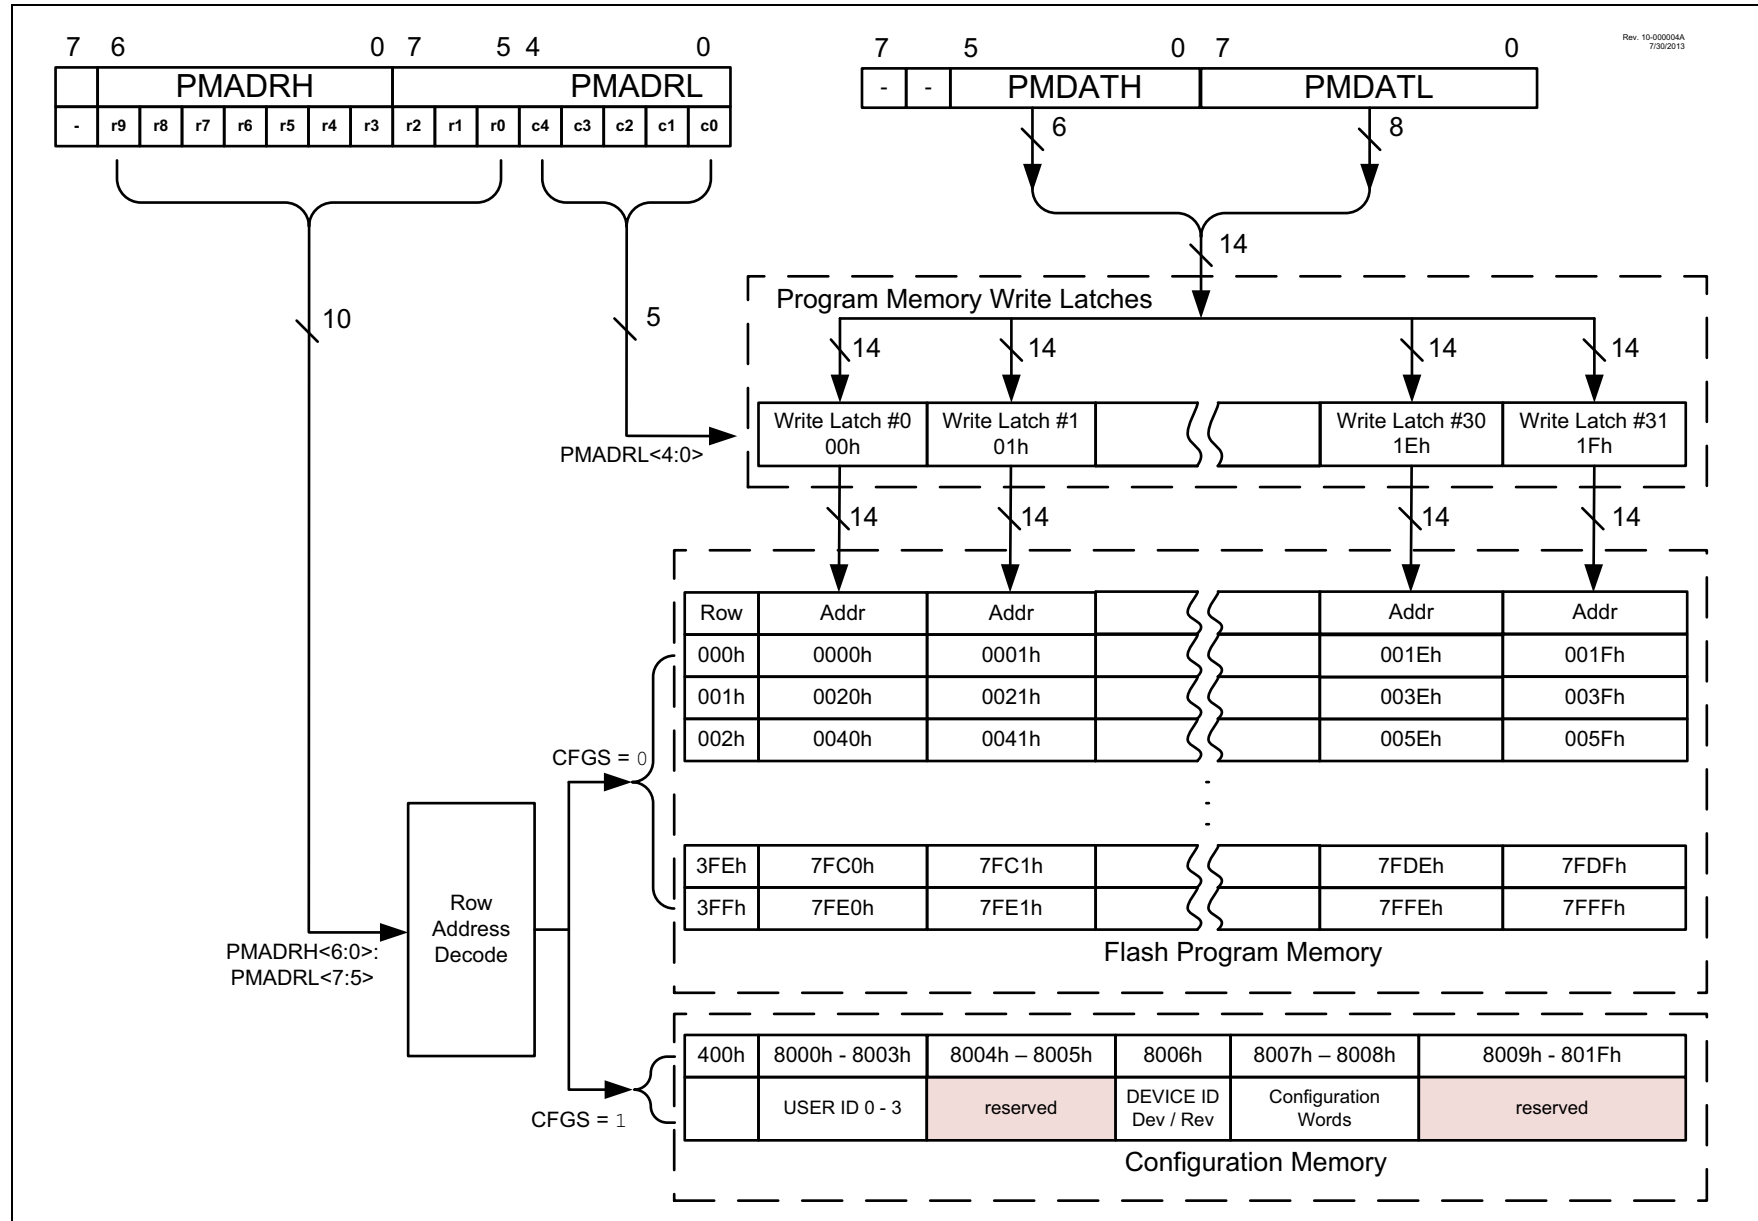 7 6 0 7 5 4 0
7 5 0 7 0
Rev. 10-000004A
7/30/2013
PMADRH PMADRL
- - PMDATH PMDATL
- r9 r8 r7 r6 r5 r4 r3 r2 r1 r0 c4 c3 c2 c1 c0
6 8
14
10 5
Program Memory Write Latches
14 14 14 14
Write Latch #0
00h
Write Latch #1
01h
Write Latch #30
1Eh
Write Latch #31
1Fh
PMADRL<4:0>
14 14 14 14
Row Addr Addr Addr Addr
000h 0000h 0001h 001Eh 001Fh
001h 0020h 0021h 003Eh 003Fh
002h 0040h 0041h 005Eh 005Fh
CFGS = 0
3FEh 7FC0h 7FC1h 7FDEh 7FDFh
3FFh 7FE0h 7FE1h 7FFEh 7FFFh
Row
Address
Decode
PMADRH<6:0>:
PMADRL<7:5>
Flash Program Memory
400h 8000h - 8003h 8004h – 8005h 8006h 8007h – 8008h 8009h - 801Fh
USER ID 0 - 3
reserved
DEVICE ID
Dev / Rev
Configuration
Words
reserved
CFGS = 1
Configuration Memory